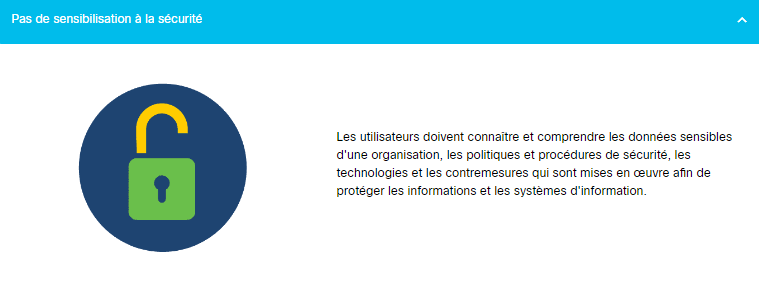 Pas de sensibilisation à la sécurité
Les utilisateurs doivent connaître et comprendre les données sensibles
d'une organisation, les politiques et procédures de sécurité, les
technologies et les contremesures qui sont mises en œuvre afin de
protéger les informations et les systèmes d'information.